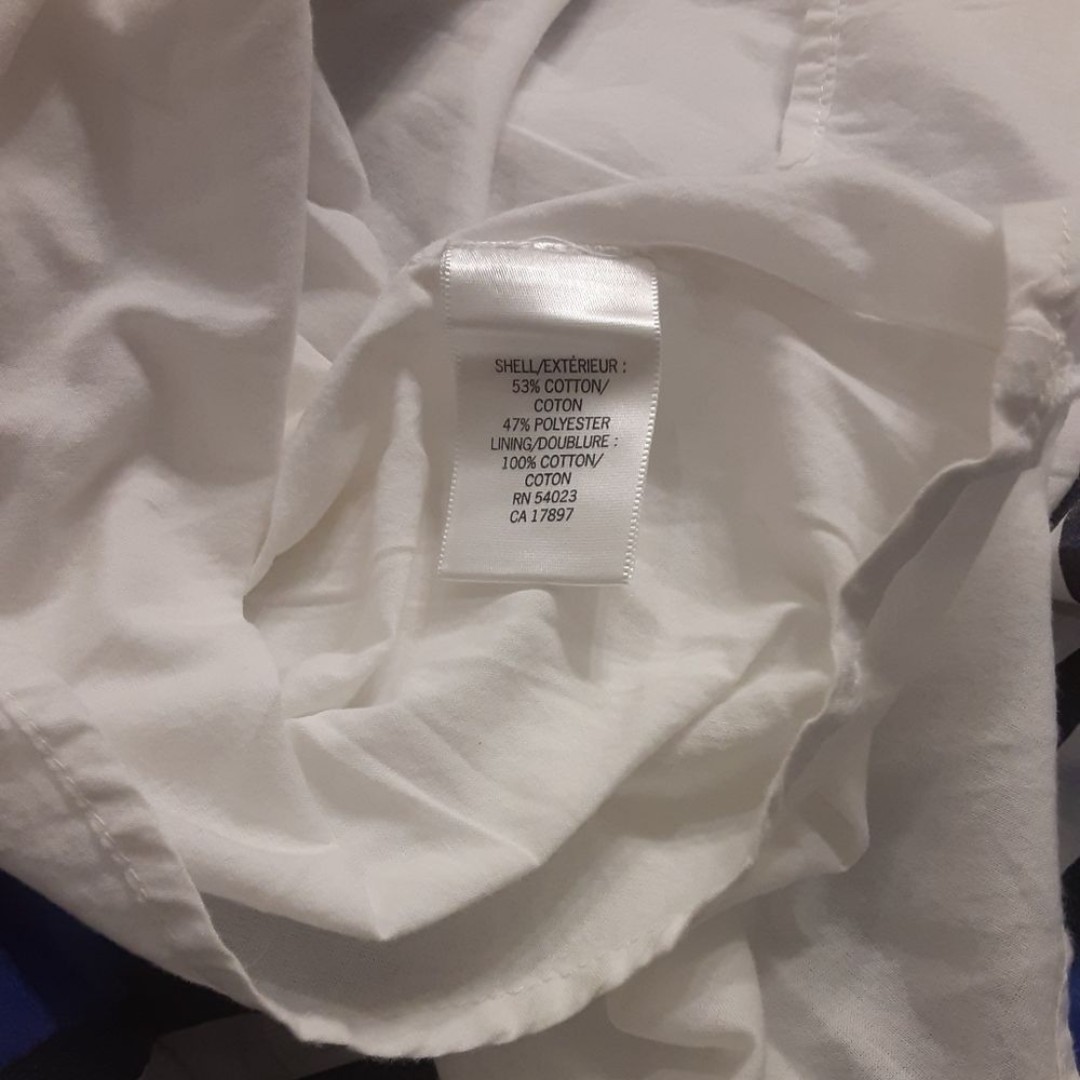 SHELL/EXTÉRIEUR :
53% COTTON/
COTON
47% POLYESTER
LINING/DOUBLURE :
100% COTTON/
COTON
RN 54023
CA 17897